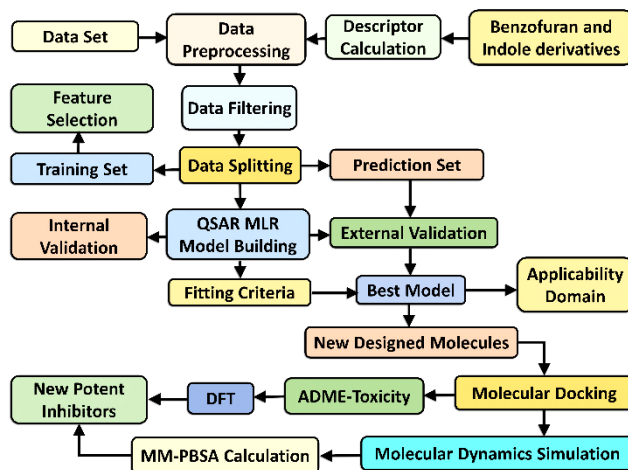 Data Set
Data
Preprocessing
Descriptor
Calculation
Benzofuran and
Indole derivatives
Feature
Selection
Data Filtering
Training Set
Data Splitting
Prediction Set
Internal
Validation
QSAR MLR
Model Building
External Validation
Fitting Criteria
Best Model
Applicability
Domain
New Designed Molecules
New Potent
Inhibitors
DFT
ADME-Toxicity
Molecular Docking
MM-PBSA Calculation
Molecular Dynamics Simulation